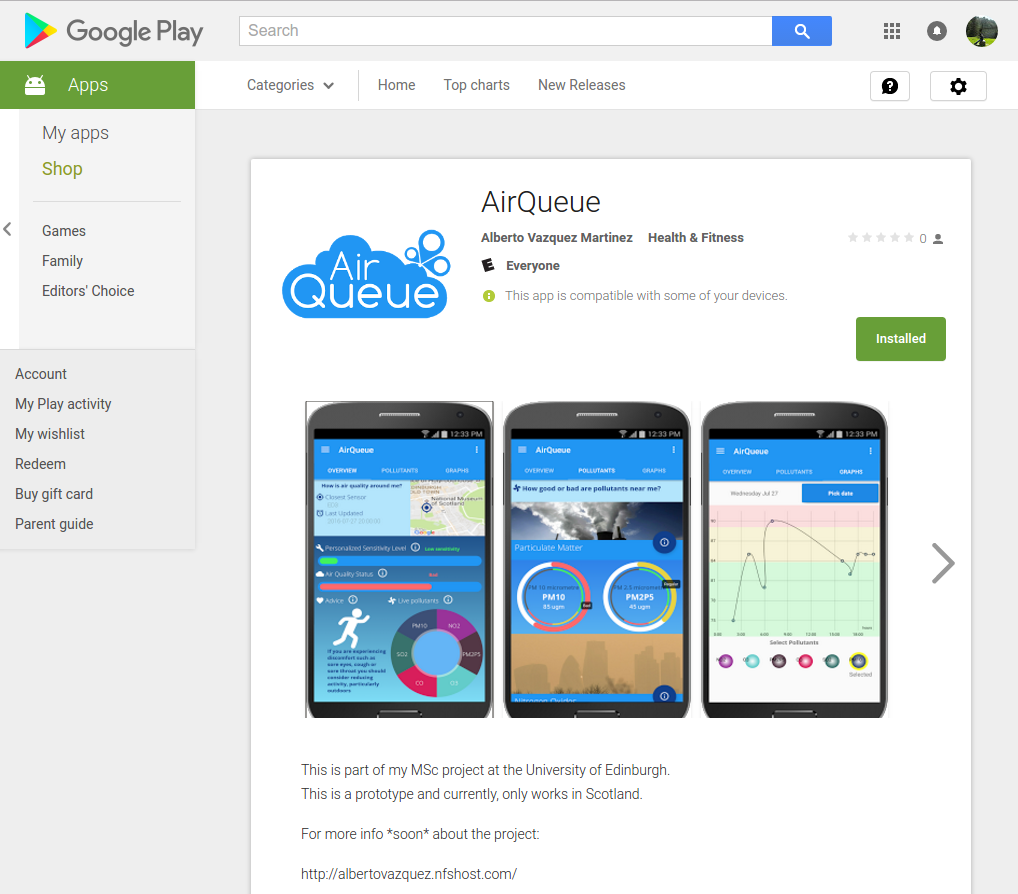 Google Play
Search
Apps
Categories
Home
Top charts
New Releases
My apps
Shop
Games
Family
Editors' Choice
Account
My Play activity
My wishlist
Redeem
Buy gift card
Parent guide
AirQueue
Alberto Vazquez Martinez
Health & Fitness
0
Everyone
This app is compatible with some of your devices.
Installed
Air
Queue
12:33 PM
AirQueue
OVERVIEW POLLUTANTS GRAPHS
How is air quality around me?
Closest Sensor
Last Updated
National Museum
of Scotland
Google
Personalized Sensitivity Level
Low sensitivity
Air Quality Status
Bad
Advice
Live pollutants
PM10
NO2
SO2
PM2P5
CO
O3
If you are experiencing
discomfort such as
sore eyes, cough or
sore throat you should
consider reducing
activity, particularly
outdoors
12:33 PM
AirQueue
OVERVIEW POLLUTANTS GRAPHS
How good or bad are pollutants near me?
Particulate Matter
PM10
85 ugm
Bad
PM2P5
45 ugm
Nitrogen Oxides
12:33 PM
AirQueue
OVERVIEW POLLUTANTS GRAPHS
Wednesday Jul 27
Pick date
Select Pollutants
Selected
This is part of my MSc project at the University of Edinburgh.
This is a prototype and currently, only works in Scotland.
For more info *soon* about the project:
http://albertovazquez.nfshost.com/